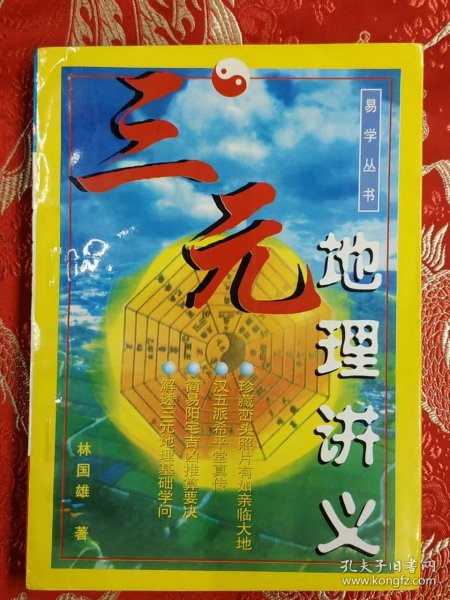 三元
地理讲义
易学丛书
珍藏峦头照片有如亲临大地
汉五派希平堂真传
简易阳宅吉凶推算要决
解透三元地理基础学问
林国雄 著
孔夫子旧书网
www.kongfz.com